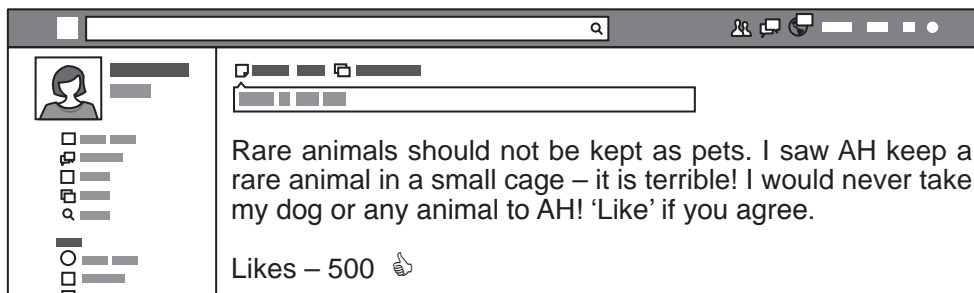 Rare animals should not be kept as pets. I saw AH keep a
rare animal in a small cage – it is terrible! I would never take
my dog or any animal to AH! ‘Like’ if you agree.
Likes – 500